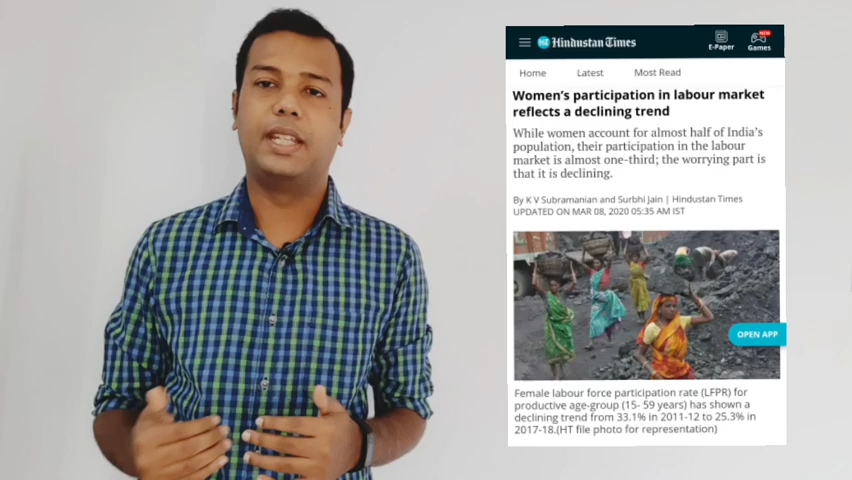 Hindustan Times
E-Paper
NEW
Games
Home Latest Most Read
Women's participation in labour market
reflects a declining trend
While women account for almost half of India's
population, their participation in the labour
market is almost one-third; the worrying part is
that it is declining.
By K V Subramanian and Surbhi Jain | Hindustan Times
UPDATED ON MAR 08, 2020 05:35 AM IST
OPEN APP
Female labour force participation rate (LFPR) for
productive age-group (15- 59 years) has shown a
declining trend from 33.1% in 2011-12 to 25.3% in
2017-18.(HT file photo for representation)